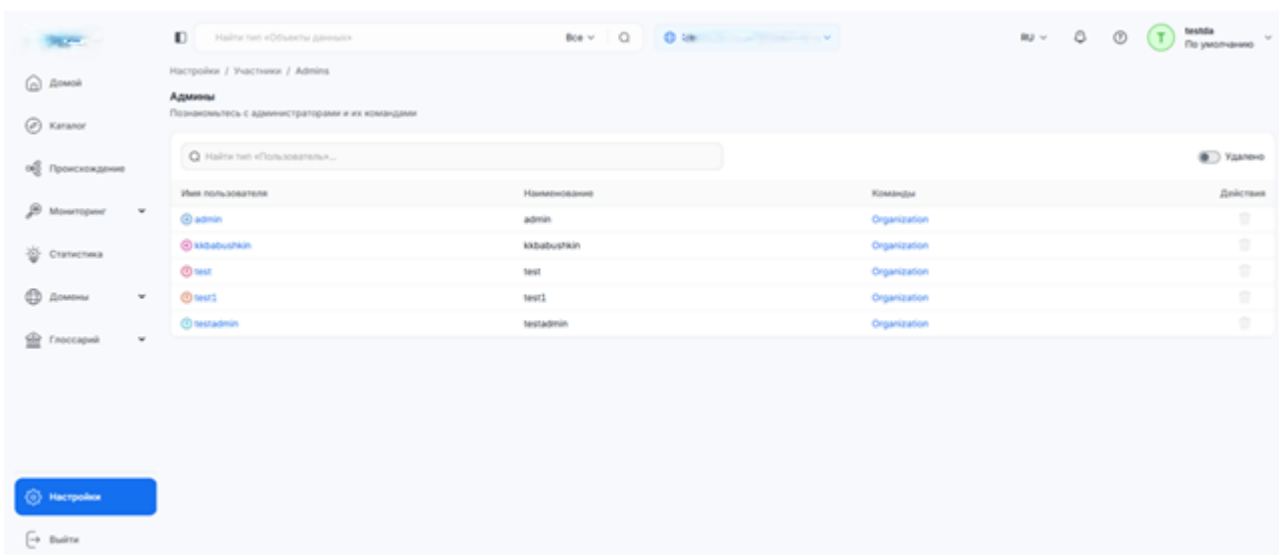 Найти тип «Объекты данных»
Все
RU
T
testda
По умолчанию
Домой
Каталог
Происхождение
Мониторинг
Статистика
Домены
Глоссарий
Настройки
Выйти
Настройки / Участники / Admins
Админы
Познакомьтесь с администраторами и их командами
Найти тип «Пользователь»...
Удалено
Имя пользователя Наименование Команды Действия
admin admin Organization
kkbabushkin kkbabushkin Organization
test test Organization
test1 test1 Organization
testadmin testadmin Organization